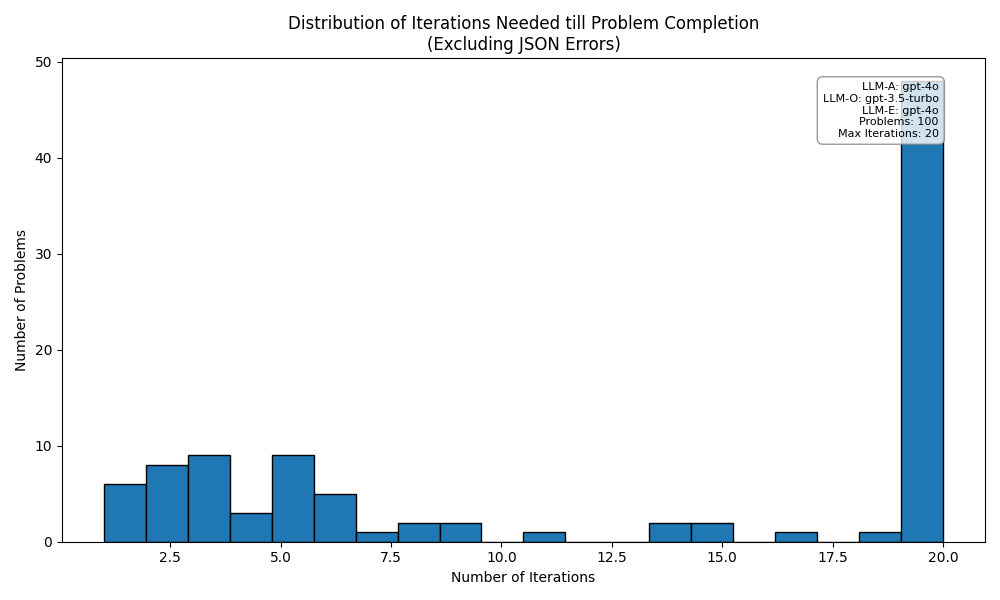 Distribution of Iterations Needed till Problem Completion
(Excluding JSON Errors)
50
40
30
20
10
0
Number of Problems
LLM-A: gpt-4o
LLM-O: gpt-3.5-turbo
LLM-E: gpt-4o
Problems: 100
Max Iterations: 20
2.5 5.0 7.5 10.0 12.5 15.0 17.5 20.0
Number of Iterations